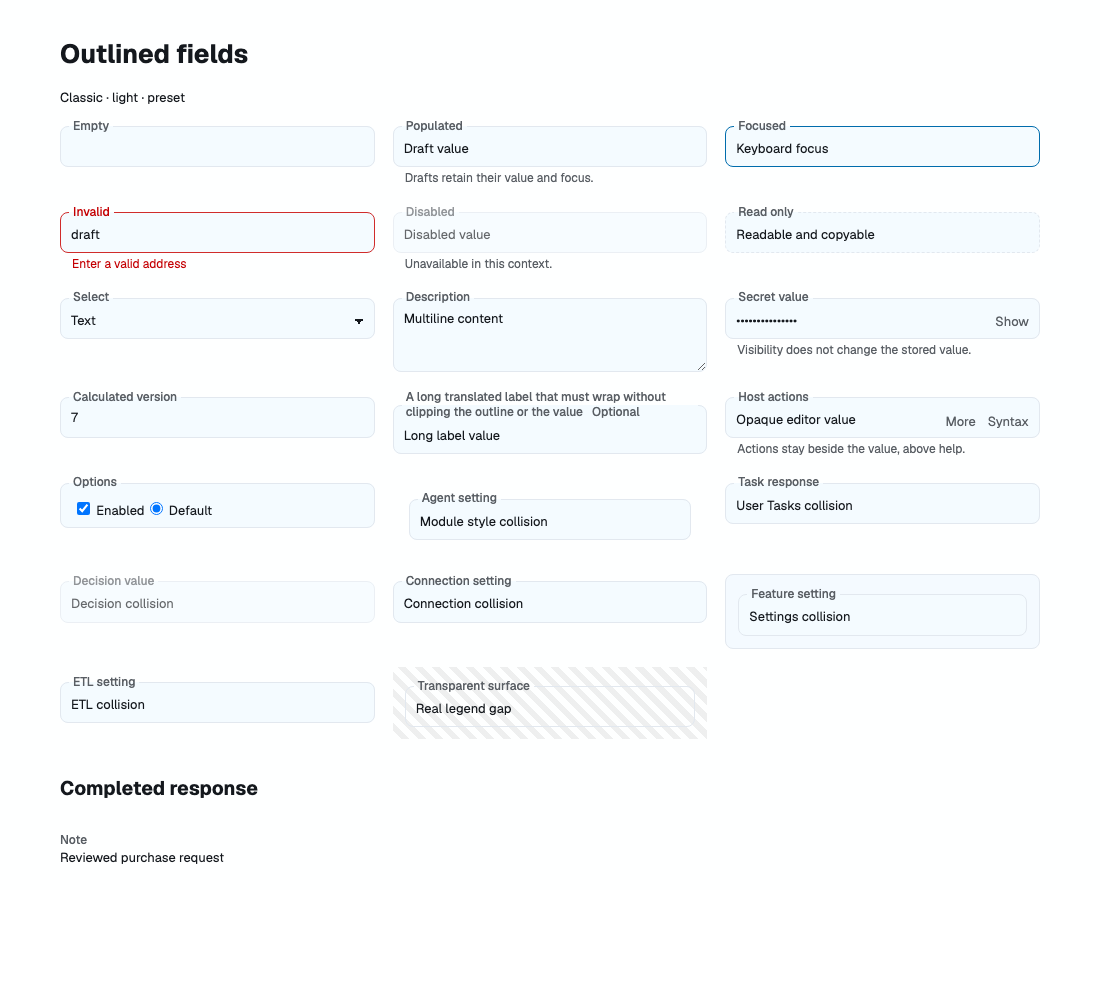 Outlined fields
Classic · light · preset
Empty
Populated
Draft value
Drafts retain their value and focus.
Focused
Keyboard focus
Invalid
draft
Enter a valid address
Disabled
Disabled value
Unavailable in this context.
Read only
Readable and copyable
Select
Text
Description
Multiline content
Secret value
•••••••••••••••
Show
Visibility does not change the stored value.
Calculated version
7
A long translated label that must wrap without
clipping the outline or the value Optional
Long label value
Host actions
Opaque editor value
More Syntax
Actions stay beside the value, above help.
Options
Enabled Default
Agent setting
Module style collision
Task response
User Tasks collision
Decision value
Decision collision
Connection setting
Connection collision
Feature setting
Settings collision
ETL setting
ETL collision
Transparent surface
Real legend gap
Completed response
Note
Reviewed purchase request